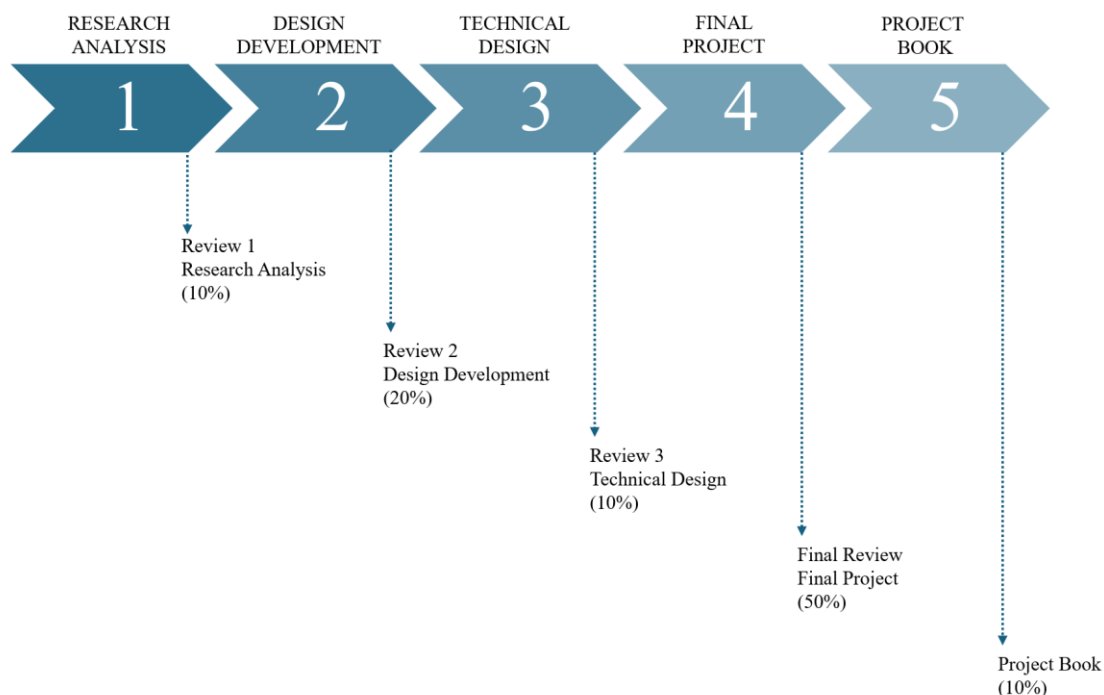 RESEARCH
ANALYSIS
DESIGN
DEVELOPMENT
TECHNICAL
DESIGN
FINAL
PROJECT
PROJECT
BOOK
1
2
3
4
5
Review 1
Research Analysis
(10%)
Review 2
Design Development
(20%)
Review 3
Technical Design
(10%)
Final Review
Final Project
(50%)
Project Book
(10%)